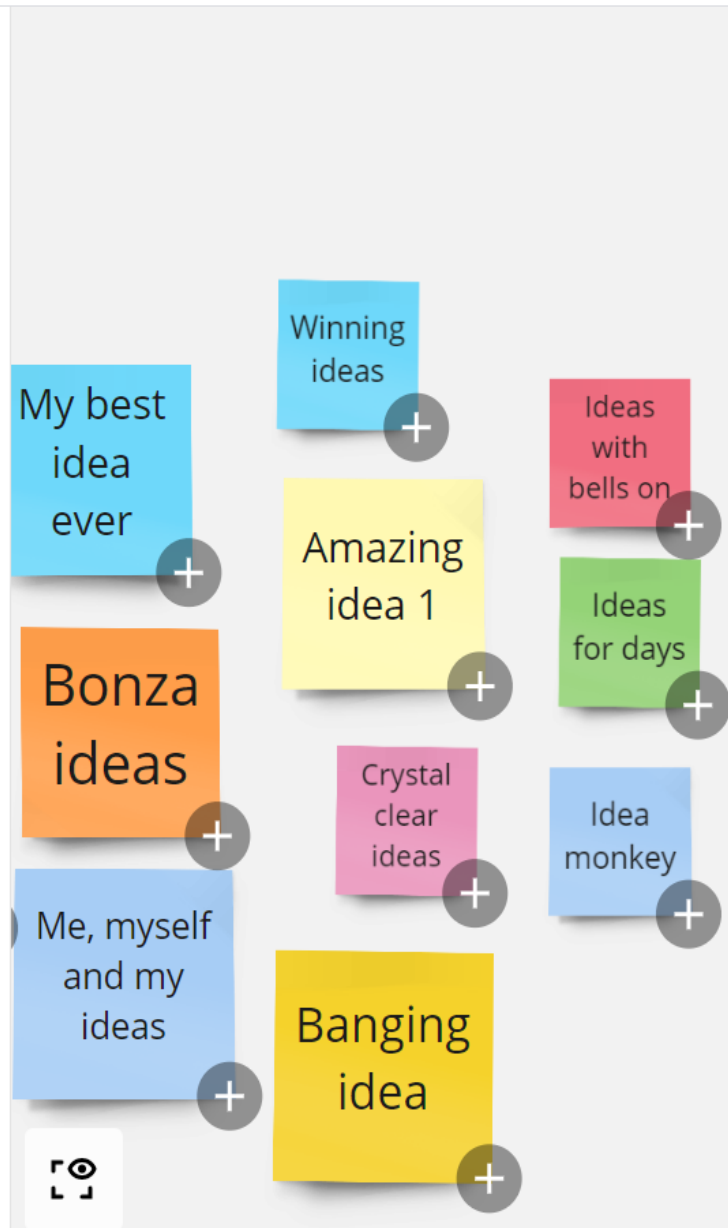 Winning
ideas
My best
idea
ever
Ideas
with
bells on
Amazing
idea 1
Ideas
for days
Bonza
ideas
Crystal
clear
ideas
Idea
monkey
Me, myself
and my
ideas
Banging
idea